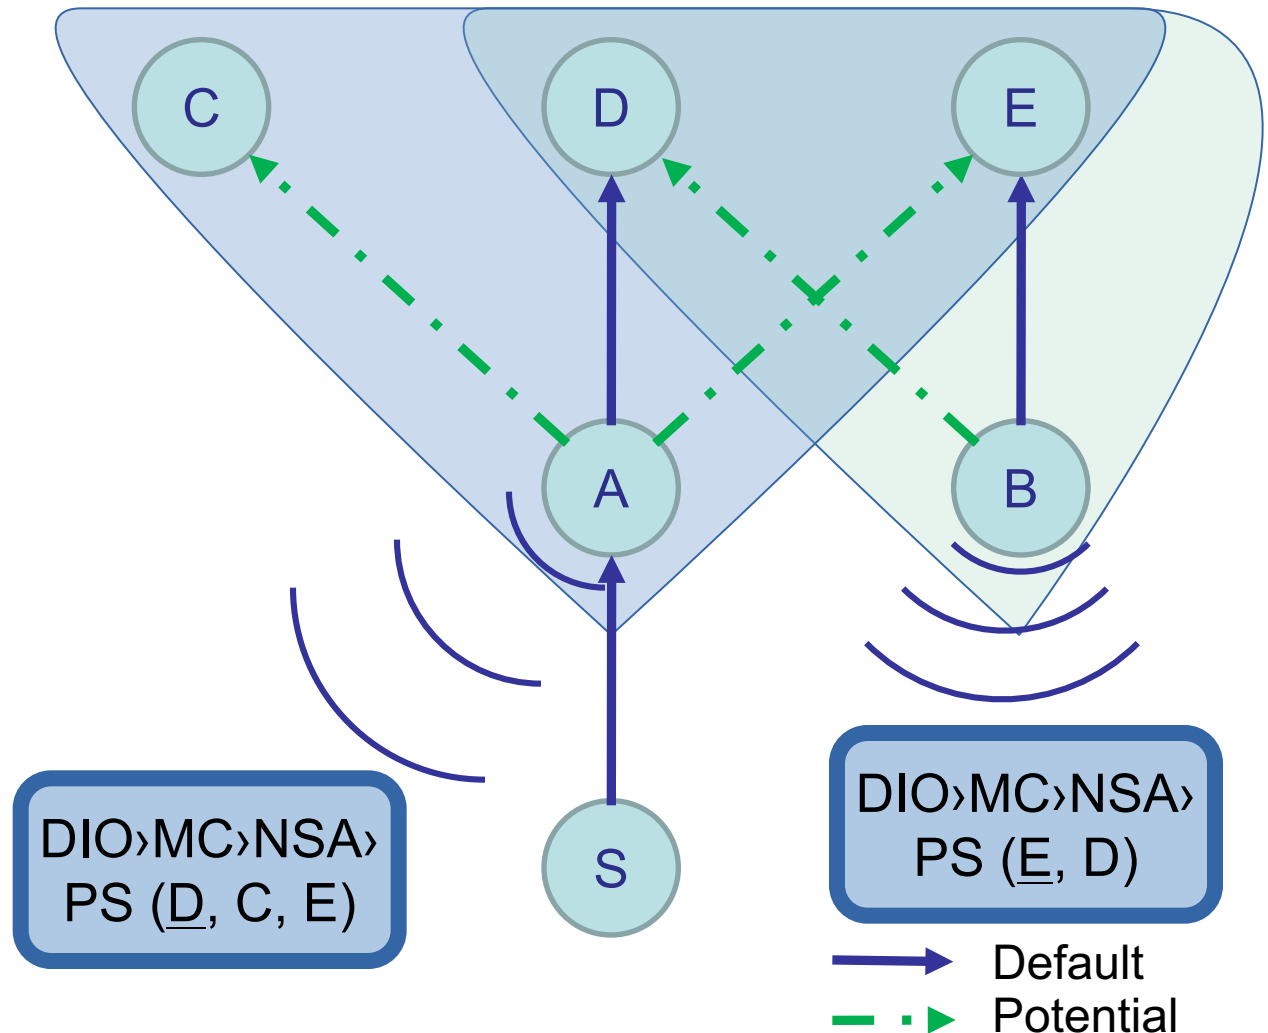 C
D
E
A
B
S
DIO›MC›NSA›
PS (D, C, E)
DIO›MC›NSA›
PS (E, D)
Default
Potential